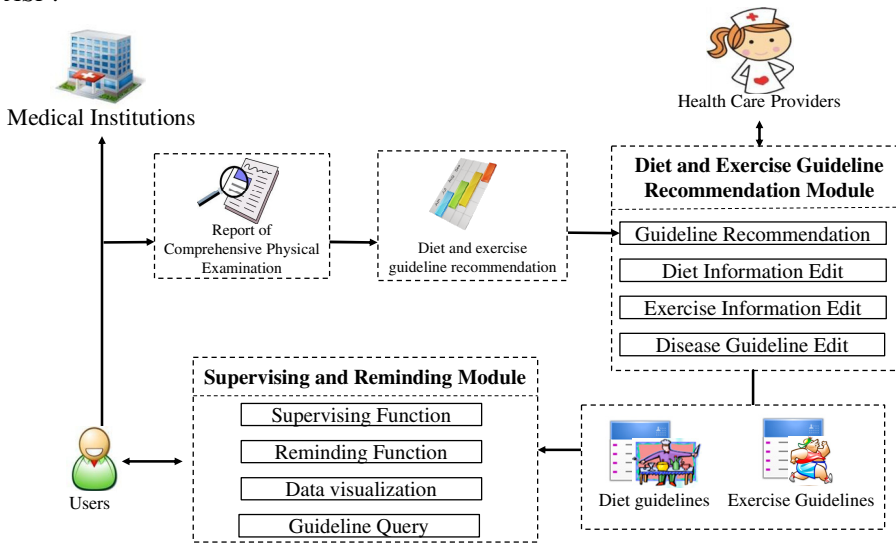 Medical Institutions
Health Care Providers
Report of
Comprehensive Physical
Examination
Diet and exercise
guideline recommendation
Diet and Exercise Guideline
Recommendation Module
Guideline Recommendation
Diet Information Edit
Exercise Information Edit
Disease Guideline Edit
Supervising and Reminding Module
Supervising Function
Reminding Function
Data visualization
Guideline Query
Users
Diet guidelines
Exercise Guidelines